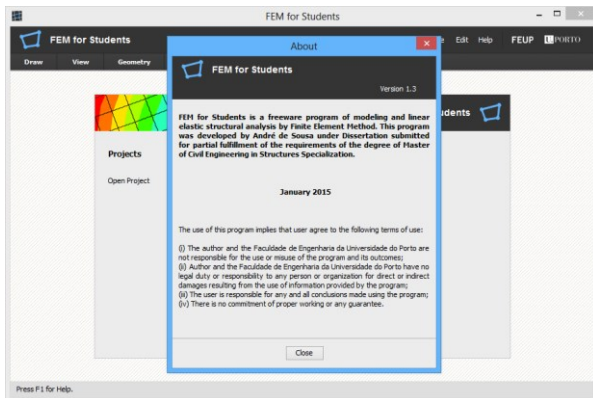 FEM for Students
FEM for Students
Edit Help FEUP U.PORTO
Draw View Geometry
About
FEM for Students
Version 1.3
FEM for Students is a freeware program of modeling and linear
elastic structural analysis by Finite Element Method. This program
was developed by André de Sousa under Dissertation submitted
for partial fulfillment of the requirements of the degree of Master
of Civil Engineering in Structures Specialization.
January 2015
The use of this program implies that user agree to the following terms of use:
(i) The author and the Faculdade de Engenharia da Universidade do Porto are
not responsible for the use or misuse of the program and its outcomes;
(ii) Author and the Faculdade de Engenharia da Universidade do Porto have no
legal duty or responsibility to any person or organization for direct or indirect
damages resulting from the use of information provided by the program;
(iii) The user is responsible for any and all conclusions made using the program;
(iv) There is no commitment of proper working or any guarantee.
Close
Projects
Open Project
Press F1 for Help.